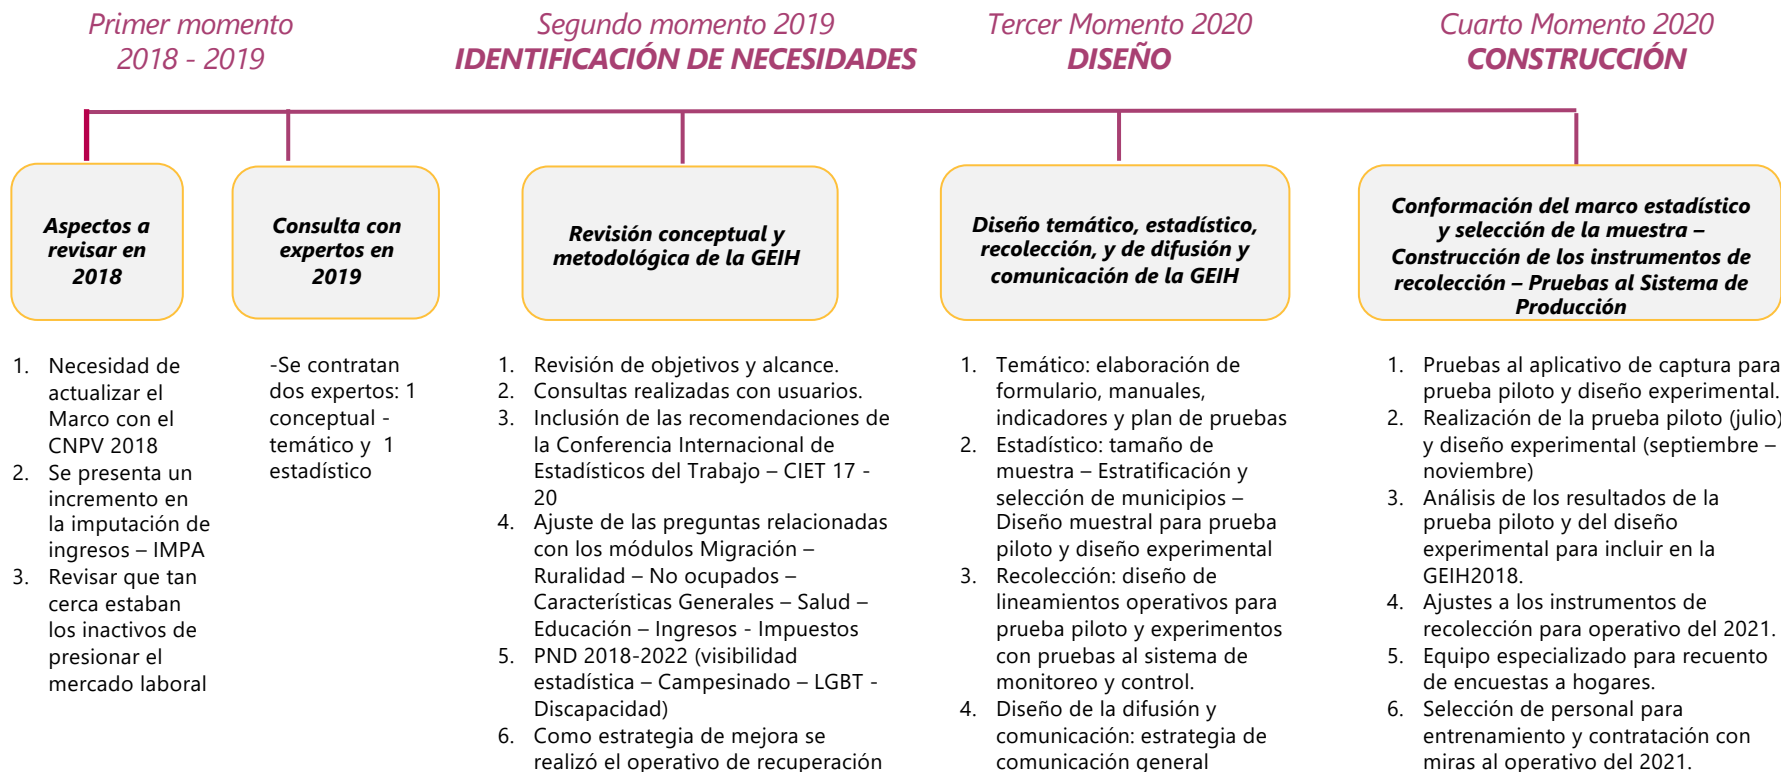 Primer momento
2018 - 2019
Segundo momento 2019
IDENTIFICACIÓN DE NECESIDADES
Tercer Momento 2020
DISEÑO
Cuarto Momento 2020
CONSTRUCCIÓN
Aspectos a
revisar en
2018
Consulta con
expertos en
2019
Revisión conceptual y
metodológica de la GEIH
Diseño temático, estadístico,
recolección, y de difusión y
comunicación de la GEIH
Conformación del marco estadístico
y selección de la muestra –
Construcción de los instrumentos de
recolección – Pruebas al Sistema de
Producción
1. Necesidad de
actualizar el
Marco con el
CNPV 2018
2. Se presenta un
incremento en
la imputación de
ingresos – IMPA
3. Revisar que tan
cerca estaban
los inactivos de
presionar el
mercado laboral
-Se contratan
dos expertos: 1
conceptual -
temático y 1
estadístico
1. Revisión de objetivos y alcance.
2. Consultas realizadas con usuarios.
3. Inclusión de las recomendaciones de
la Conferencia Internacional de
Estadísticos del Trabajo – CIET 17 -
20
4. Ajuste de las preguntas relacionadas
con los módulos Migración –
Ruralidad – No ocupados –
Características Generales – Salud –
Educación – Ingresos - Impuestos
5. PND 2018-2022 (visibilidad
estadística – Campesinado – LGBT -
Discapacidad)
6. Como estrategia de mejora se
realizó el operativo de recuperación
1. Temático: elaboración de
formulario, manuales,
indicadores y plan de pruebas
2. Estadístico: tamaño de
muestra – Estratificación y
selección de municipios –
Diseño muestral para prueba
piloto y diseño experimental
3. Recolección: diseño de
lineamientos operativos para
prueba piloto y experimentos
con pruebas al sistema de
monitoreo y control.
4. Diseño de la difusión y
comunicación: estrategia de
comunicación general
1. Pruebas al aplicativo de captura para
prueba piloto y diseño experimental.
2. Realización de la prueba piloto (julio)
y diseño experimental (septiembre –
noviembre)
3. Análisis de los resultados de la
prueba piloto y del diseño
experimental para incluir en la
GEIH2018.
4. Ajustes a los instrumentos de
recolección para operativo del 2021.
5. Equipo especializado para recuento
de encuestas a hogares.
6. Selección de personal para
entrenamiento y contratación con
miras al operativo del 2021.